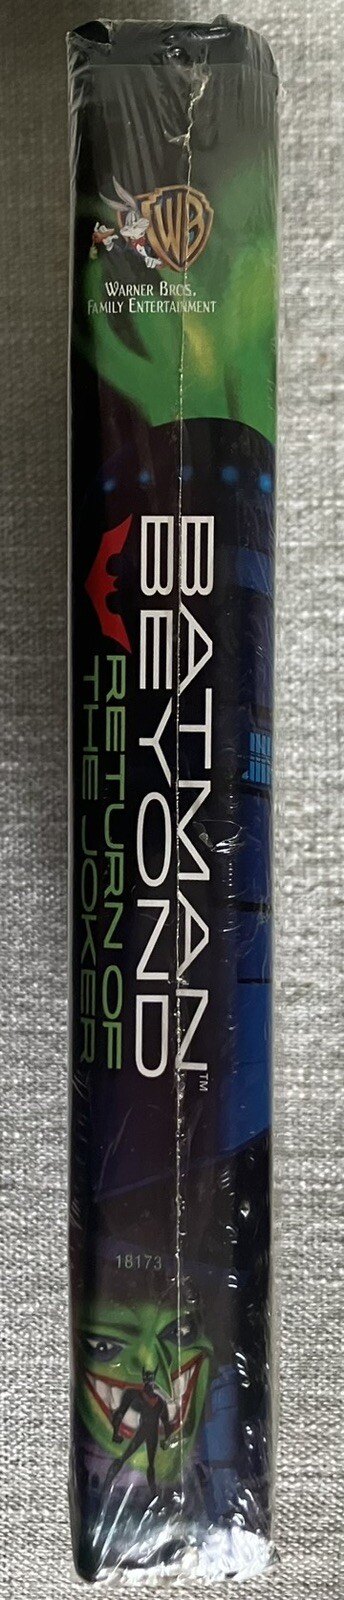 WB
WARNER BROS.
FAMILY ENTERTAINMENT
BATMAN
BEYOND™
RETURN OF
THE JOKER
18173